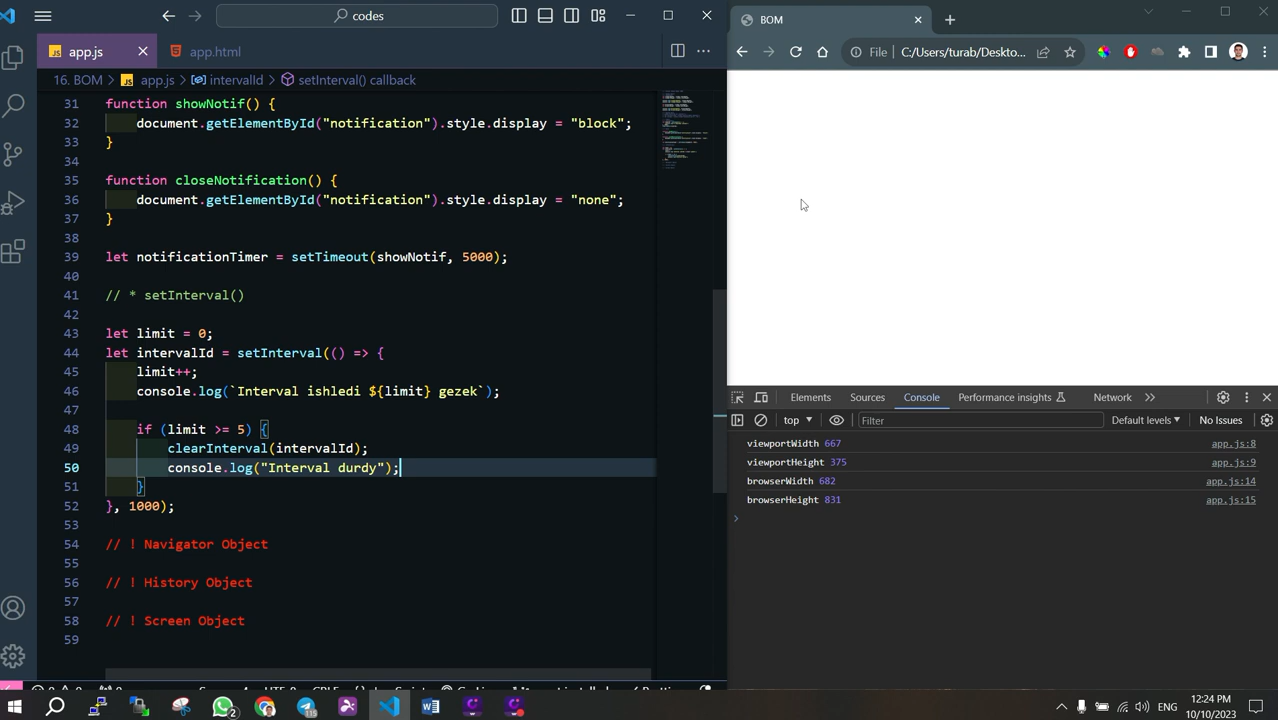 codes
app.js
app.html
16. BOM
app.js
intervalId
setInterval() callback
31 function showNotif() {
32 document.getElementById("notification").style.display = "block";
33 }
34
35 function closeNotification() {
36 document.getElementById("notification").style.display = "none";
37 }
38
39 let notificationTimer = setTimeout(showNotif, 5000);
40
41 // * setInterval()
42
43 let limit = 0;
44 let intervalId = setInterval(() => {
45 limit++;
46 console.log(`Interval ishledi ${limit} gezek`);
47
48 if (limit >= 5) {
49 clearInterval(intervalId);
50 console.log("Interval durdy");
51 }
52 }, 1000);
53
54 // ! Navigator Object
55
56 // ! History Object
57
58 // ! Screen Object
59
BOM
File C:/Users/turab/Deskto...
Elements Sources Console Performance insights Network
top Filter Default levels No Issues
viewportWidth 667 app.js:8
viewportHeight 375 app.js:9
browserWidth 682 app.js:14
browserHeight 831 app.js:15
2
15
ENG
12:24 PM
10/10/2023